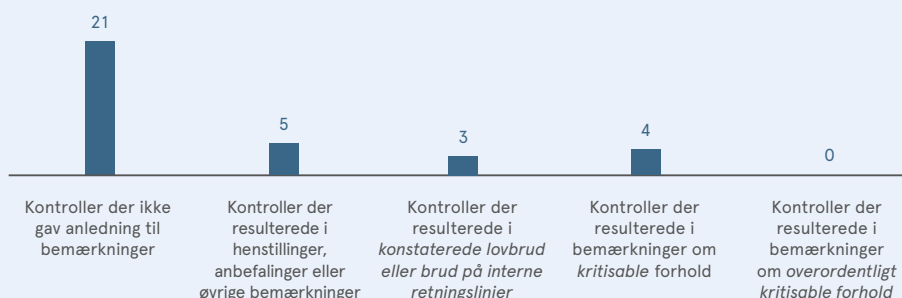 21
5
3
4
0
Kontroller der ikke
gav anledning til
bemærkninger
Kontroller der
resulterede i
henstillinger,
anbefalinger eller
øvrige bemærkninger
Kontroller der
resulterede i
konstaterede lovbrud
eller brud på interne
retningslinjer
Kontroller der
resulterede i
bemærkninger om
kritisable forhold
Kontroller der
resulterede i
bemærkninger
om overordentligt
kritisable forhold